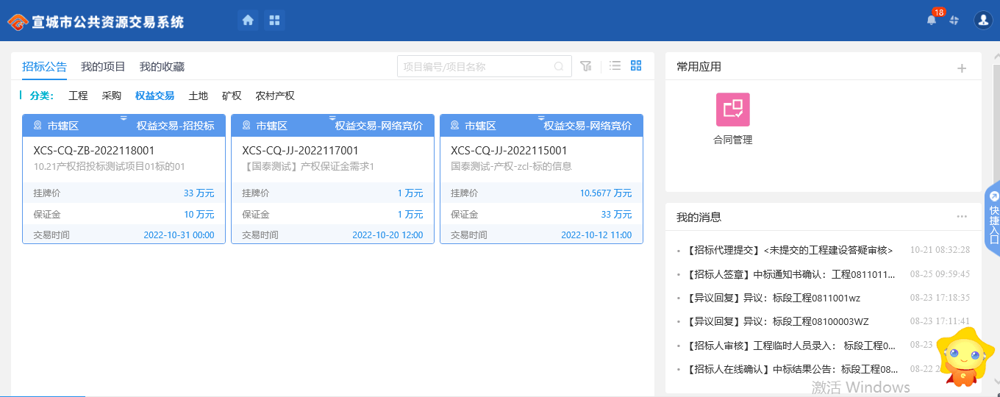 宣城市公共资源交易系统
18
招标公告 我的项目 我的收藏
项目编号/项目名称
分类： 工程 采购 权益交易 土地 矿权 农村产权
市辖区 权益交易-招投标
XCS-CQ-ZB-2022118001
10.21产权招投标测试项目01标的01
挂牌价 33 万元
保证金 10 万元
交易时间 2022-10-31 00:00
市辖区 权益交易-网络竞价
XCS-CQ-JJ-2022117001
【国泰测试】产权保证金需求1
挂牌价 1 万元
保证金 1 万元
交易时间 2022-10-20 12:00
市辖区 权益交易-网络竞价
XCS-CQ-JJ-2022115001
国泰测试-产权-zcl-标的信息
挂牌价 10.5677 万元
保证金 33 万元
交易时间 2022-10-12 11:00
常用应用
合同管理
我的消息
【招标代理提交】<未提交的工程建设答疑审核> 10-21 08:32:28
【招标人签章】中标通知书确认：工程0811011... 08-25 09:59:45
【异议回复】异议：标段工程0811001wz 08-23 17:18:35
【异议回复】异议：标段工程08100003WZ 08-23 17:11:41
【招标人审核】工程临时人员录入： 标段工程0... 08-23
【招标人在线确认】中标结果公告：标段工程08... 08-22
快捷入口
激活 Windows